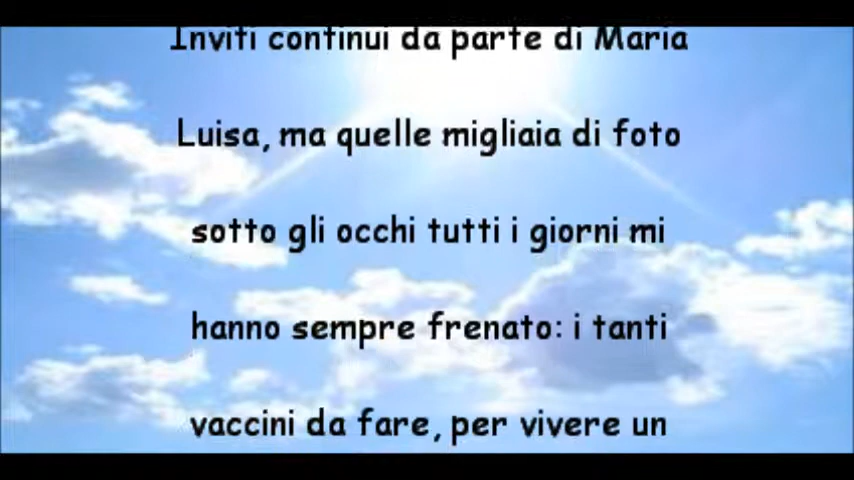 Inviti continui da parte di Maria
Luisa, ma quelle migliaia di foto
sotto gli occhi tutti i giorni mi
hanno sempre frenato: i tanti
vaccini da fare, per vivere un